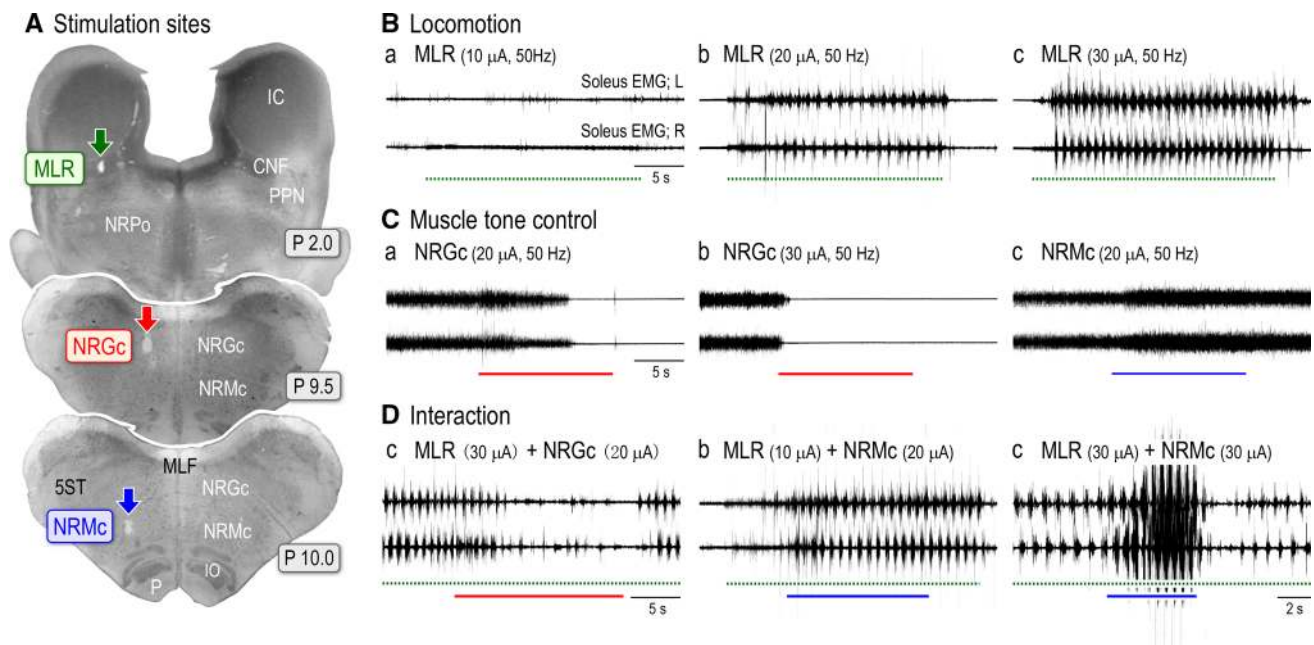 A Stimulation sites
IC
MLR
CNF
PPN
NRPo
P 2.0
NRGc
NRGc
NRMc
P 9.5
MLF
5ST
NRGc
NRMc
NRMc
P 10.0
IO
P
B Locomotion
a MLR (10 µA, 50Hz)
b MLR (20 µA, 50 Hz)
c MLR (30 µA, 50 Hz)
Soleus EMG; L
Soleus EMG; R
5 s
C Muscle tone control
a NRGc (20 µA, 50 Hz)
b NRGc (30 µA, 50 Hz)
c NRMc (20 µA, 50 Hz)
5 s
D Interaction
c MLR (30 µA) + NRGc (20 µA)
b MLR (10 µA) + NRMc (20 µA)
c MLR (30 µA) + NRMc (30 µA)
5 s
2 s